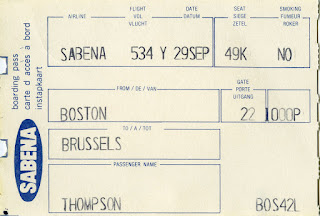 AIRLINE FLIGHT VOL VLUCHT DATE DATUM SEAT SIEGE ZETEL SMOKING FUMEUR ROKER
SABENA 534 Y 29SEP 49K NO
FROM / DE / VAN GATE PORTE UITGANG
BOSTON 22 1000P
TO / A / TOT
BRUSSELS
PASSENGER NAME
THOMPSON BOS42L
boarding pass
carte d'accès à bord
instapkaart
SABENA